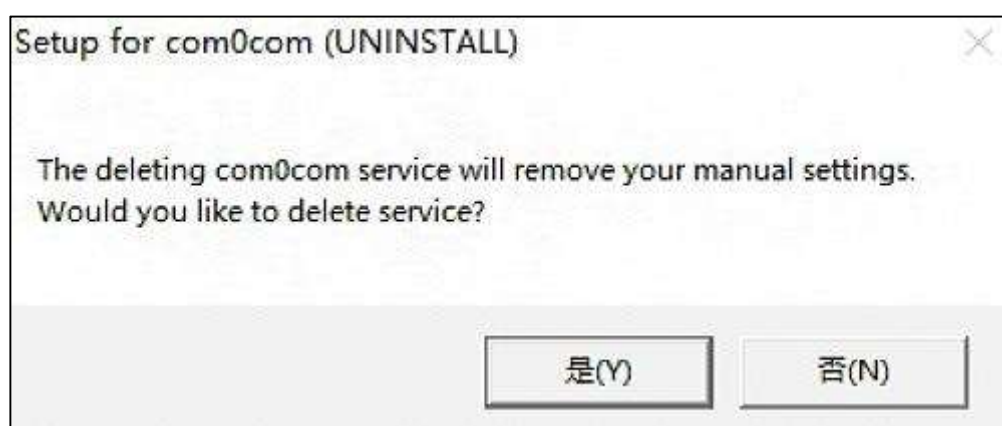 Setup for com0com (UNINSTALL)
The deleting com0com service will remove your manual settings.
Would you like to delete service?
是(Y)
否(N)